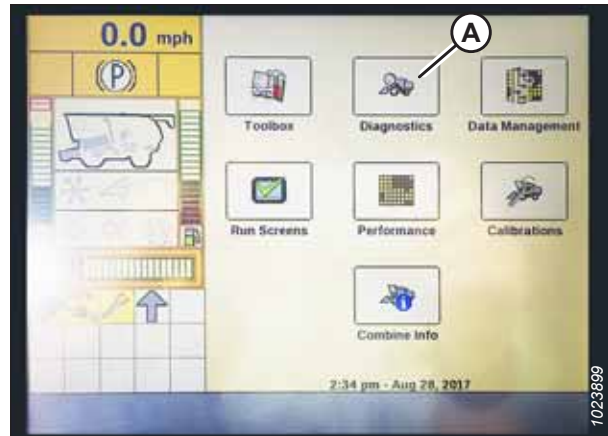 0.0 mph
A
(P)
Toolbox
Diagnostics
Data Management
Run Screens
Performance
Calibrations
Combine Info
2:34 pm - Aug 28, 2017
1023899